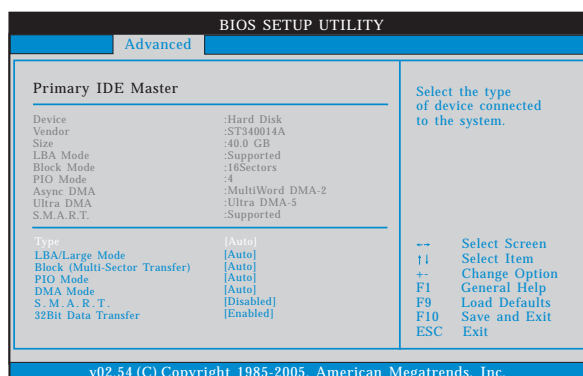 BIOS SETUP UTILITY
Advanced
Primary IDE Master
Device :Hard Disk
Vendor :ST340014A
Size :40.0 GB
LBA Mode :Supported
Block Mode :16Sectors
PIO Mode :4
Async DMA :MultiWord DMA-2
Ultra DMA :Ultra DMA-5
S.M.A.R.T. :Supported
Type [Auto]
LBA/Large Mode [Auto]
Block (Multi-Sector Transfer) [Auto]
PIO Mode [Auto]
DMA Mode [Auto]
S.M.A.R.T. [Disabled]
32Bit Data Transfer [Enabled]
Select the type
of device connected
to the system.
←→ Select Screen
↑↓ Select Item
+- Change Option
F1 General Help
F9 Load Defaults
F10 Save and Exit
ESC Exit
v02.54 (C) Copyright 1985-2005, American Megatrends, Inc.